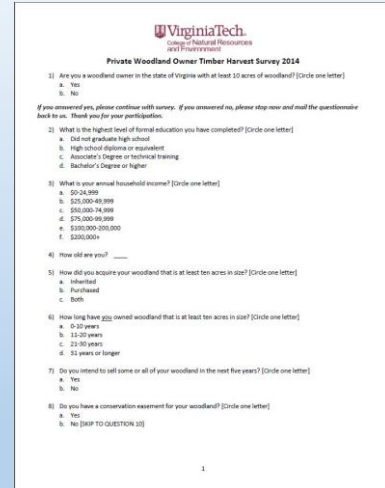 VirginiaTech.
College of Natural Resources
and Environment
Private Woodland Owner Timber Harvest Survey 2014
1) Are you a woodland owner in the state of Virginia with at least 10 acres of woodland? [Circle one letter]
a. Yes
b. No
If you answered yes, please continue with survey. If you answered no, please stop now and mail the questionnaire
back to us. Thank you for your participation.
2) What is the highest level of formal education you have completed? [Circle one letter]
a. Did not graduate high school
b. High school diploma or equivalent
c. Associate's Degree or technical training
d. Bachelor's Degree or higher
3) What is your annual household income? [Circle one letter]
a. $0-24,999
b. $25,000-49,999
c. $50,000-74,999
d. $75,000-99,999
e. $100,000-200,000
f. $200,000+
4) How old are you? ____
5) How did you acquire your woodland that is at least ten acres in size? [Circle one letter]
a. Inherited
b. Purchased
c. Both
6) How long have you owned woodland that is at least ten acres in size? [Circle one letter]
a. 0-10 years
b. 11-20 years
c. 21-30 years
d. 31 years or longer
7) Do you intend to sell some or all of your woodland in the next five years? [Circle one letter]
a. Yes
b. No
8) Do you have a conservation easement for your woodland? [Circle one letter]
a. Yes
b. No [SKIP TO QUESTION 10]
1